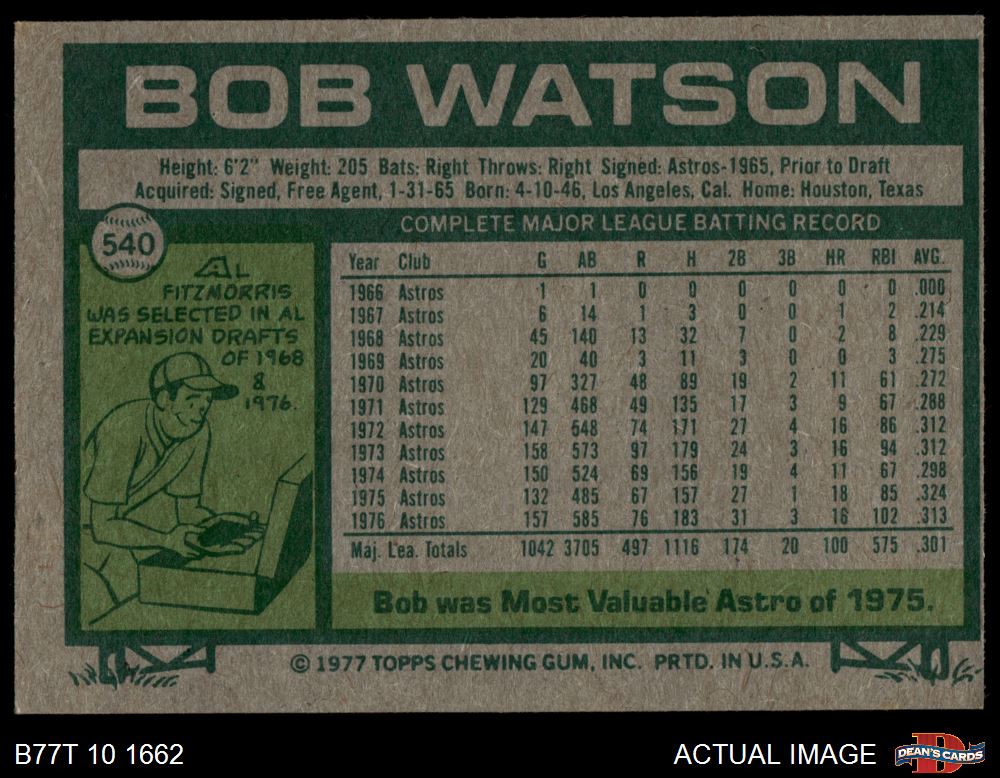 BOB WATSON
Height: 6'2" Weight: 205 Bats: Right Throws: Right Signed: Astros-1965, Prior to Draft
Acquired: Signed, Free Agent, 1-31-65 Born: 4-10-46, Los Angeles, Cal. Home: Houston, Texas
540
AL
FITZMORRIS
WAS SELECTED IN AL
EXPANSION DRAFTS
OF 1968
&
1976.
COMPLETE MAJOR LEAGUE BATTING RECORD
Year Club G AB R H 2B 3B HR RBI AVG.
1966 Astros 1 1 0 0 0 0 0 0 .000
1967 Astros 6 14 1 3 0 0 1 2 .214
1968 Astros 45 140 13 32 7 0 2 8 .229
1969 Astros 20 40 3 11 3 0 0 3 .275
1970 Astros 97 327 48 89 19 2 11 61 .272
1971 Astros 129 468 49 135 17 3 9 67 .288
1972 Astros 147 548 74 171 27 4 16 86 .312
1973 Astros 158 573 97 179 24 3 16 94 .312
1974 Astros 150 524 69 156 19 4 11 67 .298
1975 Astros 132 485 67 157 27 1 18 85 .324
1976 Astros 157 585 76 183 31 3 16 102 .313
Maj. Lea. Totals 1042 3705 497 1116 174 20 100 575 .301
Bob was Most Valuable Astro of 1975.
© 1977 TOPPS CHEWING GUM, INC. PRTD. IN U.S.A.
B77T 10 1662
ACTUAL IMAGE
DEAN'S CARDS